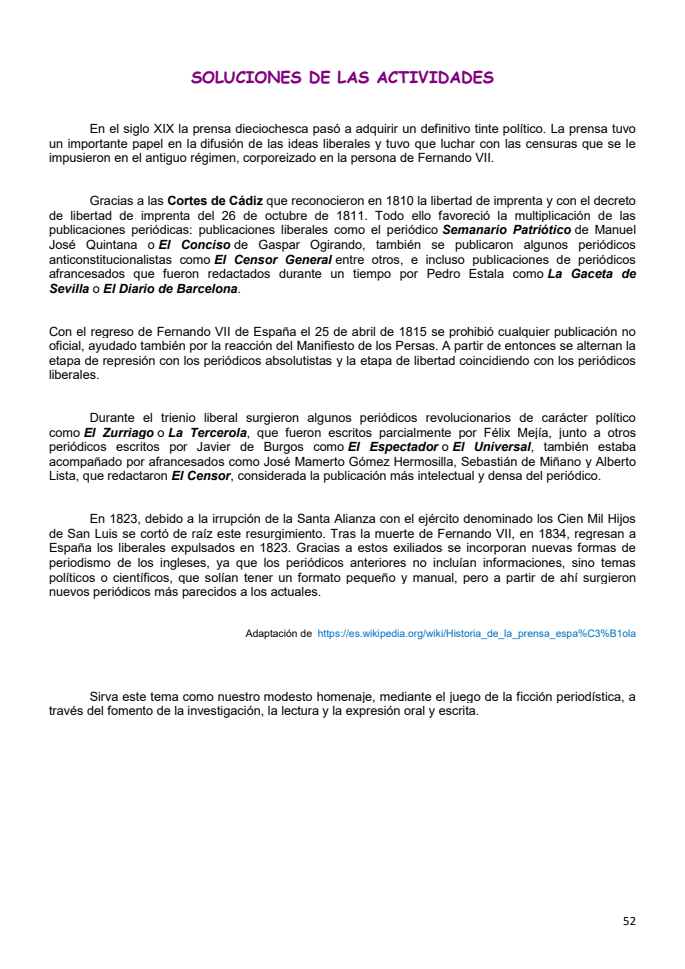 SOLUCIONES DE LAS ACTIVIDADES
En el siglo XIX la prensa dieciochesca pasó a adquirir un definitivo tinte político. La prensa tuvo
un importante papel en la difusión de las ideas liberales y tuvo que luchar con las censuras que se le
impusieron en el antiguo régimen, corporeizado en la persona de Fernando VII.
Gracias a las Cortes de Cádiz que reconocieron en 1810 la libertad de imprenta y con el decreto
de libertad de imprenta del 26 de octubre de 1811. Todo ello favoreció la multiplicación de las
publicaciones periódicas: publicaciones liberales como el periódico Semanario Patriótico de Manuel
José Quintana o El Conciso de Gaspar Ogirando, también se publicaron algunos periódicos
anticonstitucionalistas como El Censor General entre otros, e incluso publicaciones de periódicos
afrancesados que fueron redactados durante un tiempo por Pedro Estala como La Gaceta de
Sevilla o El Diario de Barcelona.
Con el regreso de Fernando VII de España el 25 de abril de 1815 se prohibió cualquier publicación no
oficial, ayudado también por la reacción del Manifiesto de los Persas. A partir de entonces se alternan la
etapa de represión con los periódicos absolutistas y la etapa de libertad coincidiendo con los periódicos
liberales.
Durante el trienio liberal surgieron algunos periódicos revolucionarios de carácter político
como El Zurriago o La Tercerola, que fueron escritos parcialmente por Félix Mejía, junto a otros
periódicos escritos por Javier de Burgos como El Espectador o El Universal, también estaba
acompañado por afrancesados como José Mamerto Gómez Hermosilla, Sebastián de Miñano y Alberto
Lista, que redactaron El Censor, considerada la publicación más intelectual y densa del periódico.
En 1823, debido a la irrupción de la Santa Alianza con el ejército denominado los Cien Mil Hijos
de San Luis se cortó de raíz este resurgimiento. Tras la muerte de Fernando VII, en 1834, regresan a
España los liberales expulsados en 1823. Gracias a estos exiliados se incorporan nuevas formas de
periodismo de los ingleses, ya que los periódicos anteriores no incluían informaciones, sino temas
políticos o científicos, que solían tener un formato pequeño y manual, pero a partir de ahí surgieron
nuevos periódicos más parecidos a los actuales.
Adaptación de https://es.wikipedia.org/wiki/Historia_de_la_prensa_espa%C3%B1ola
Sirva este tema como nuestro modesto homenaje, mediante el juego de la ficción periodística, a
través del fomento de la investigación, la lectura y la expresión oral y escrita.
52